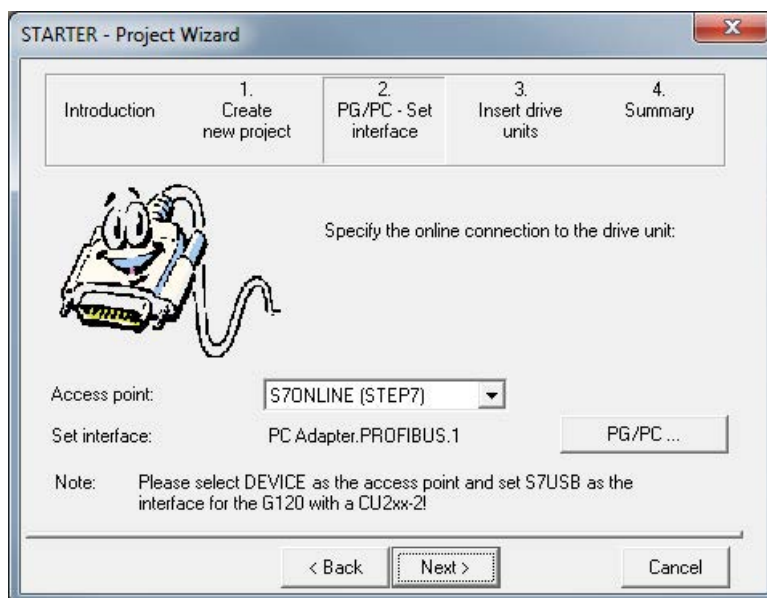 STARTER - Project Wizard
Introduction
1.
Create
new project
2.
PG/PC - Set
interface
3.
Insert drive
units
4.
Summary
Specify the online connection to the drive unit:
Access point:
S7ONLINE (STEP7)
Set interface:
PC Adapter.PROFIBUS.1
PG/PC ...
Note:
Please select DEVICE as the access point and set S7USB as the
interface for the G120 with a CU2xx-2!
< Back
Next >
Cancel